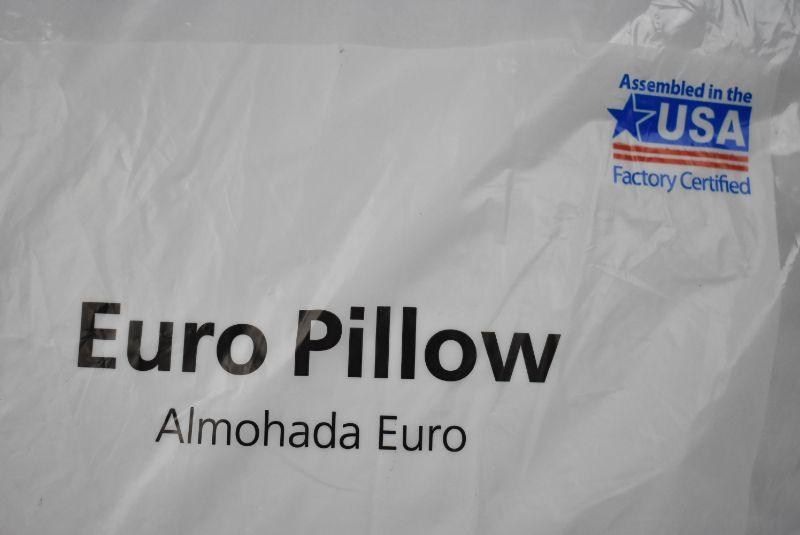 Assembled in the
USA
Factory Certified
Euro Pillow
Almohada Euro